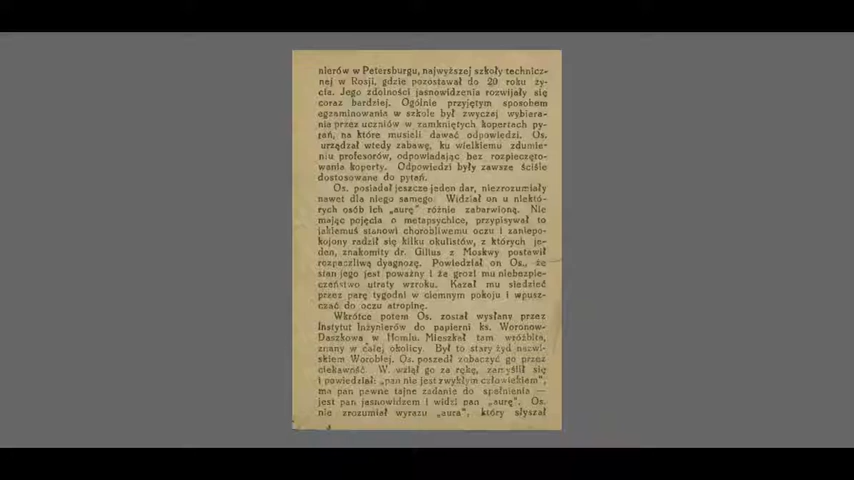 nierów w Petersburgu, najwyższej szkoły technicz-
nej w Rosji, gdzie pozostawał do 20 roku ży-
cia. Jego zdolności jasnowidzenia rozwijały się
coraz bardziej. Ogólnie przyjętym sposobem
egzaminowania w szkole był zwyczaj wybiera-
nia przez uczniów w zamkniętych kopertach py-
tań, na które musieli dawać odpowiedzi. Os.
urządzał wtedy zabawę, ku wielkiemu zdumie-
niu profesorów, odpowiadając bez rozpieczęto-
wania koperty. Odpowiedzi były zawsze ściśle
dostosowane do pytań.
Os. posiadał jeszcze jeden dar, niezrozumiały
nawet dla niego samego. Widział on u niektó-
rych osób ich „aurę" różnie zabarwioną. Nie
mając pojęcia o metapsychice, przypisywał to
jakiemuś stanowi chorobliwemu oczu i zaniepo-
kojony radził się kilku okulistów, z których je-
den, znakomity dr. Gilius z Moskwy postawił
rozpaczliwą dyagnozę. Powiedział on Os., że
stan jego jest poważny i że grozi mu niebezpie-
czeństwo utraty wzroku. Kazał mu siedzieć
przez parę tygodni w ciemnym pokoju i wpusz-
czać do oczu atropinę.
Wkrótce potem Os. został wysłany przez
Instytut Inżynierów do papierni ks. Woronow-
Daszkowa w Homlu. Mieszkał tam wróżbita,
znany w całej okolicy. Był to stary żyd nazwi-
skiem Worobiej. Os. poszedł zobaczyć go przez
ciekawość. W. wziął go za rękę, zamyślił się
i powiedział: „pan nie jest zwykłym człowiekiem",
ma pan pewne tajne zadanie do spełnienia —
jest pan jasnowidzem i widzi pan „aurę". Os.
nie zrozumiał wyrazu „aura", który słyszał
4